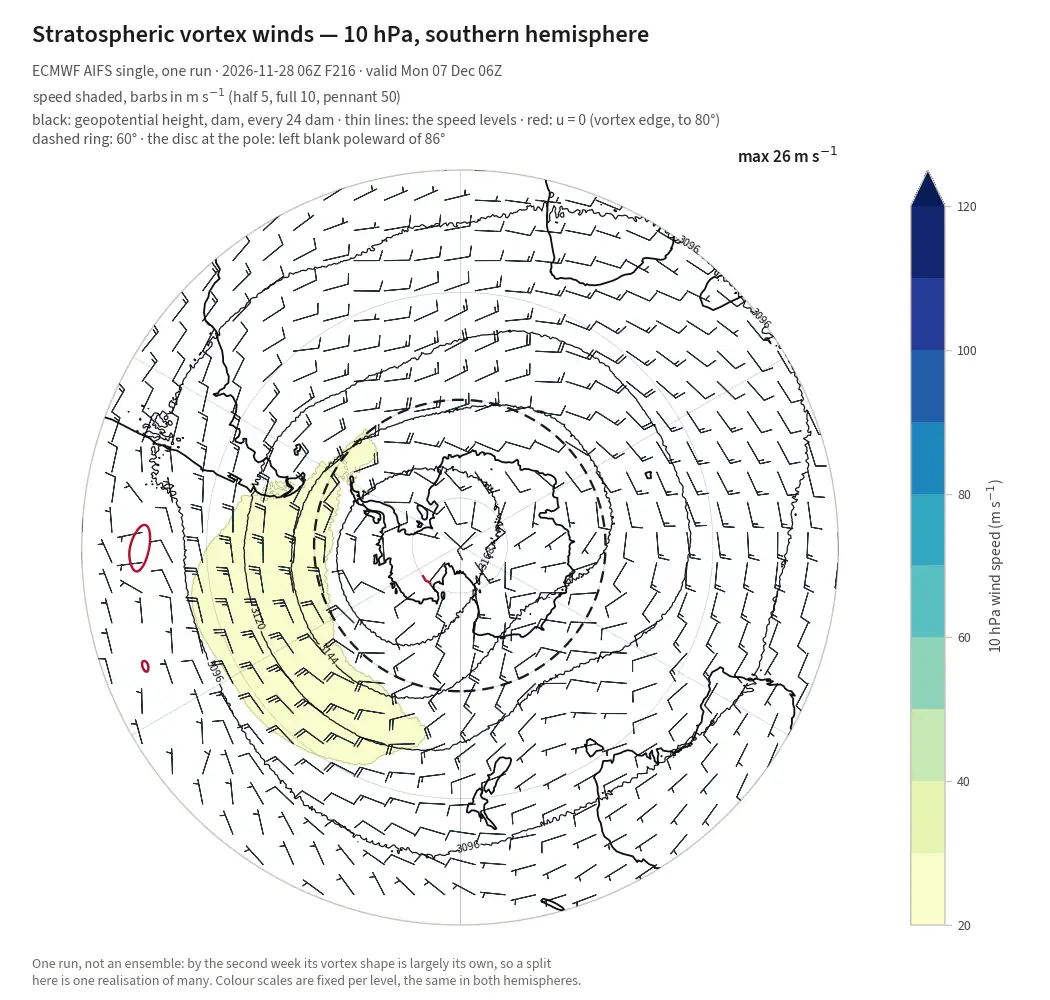 Stratospheric vortex winds — 10 hPa, southern hemisphere
ECMWF AIFS single, one run · 2026-11-28 06Z F216 · valid Mon 07 Dec 06Z
speed shaded, barbs in m s⁻¹ (half 5, full 10, pennant 50)
black: geopotential height, dam, every 24 dam · thin lines: the speed levels · red: u = 0 (vortex edge, to 80°)
dashed ring: 60° · the disc at the pole: left blank poleward of 86°
max 26 m s⁻¹
120
100
80
60
40
20
10 hPa wind speed (m s⁻¹)
3096
3096
3120
3096
3096
One run, not an ensemble: by the second week its vortex shape is largely its own, so a split
here is one realisation of many. Colour scales are fixed per level, the same in both hemispheres.